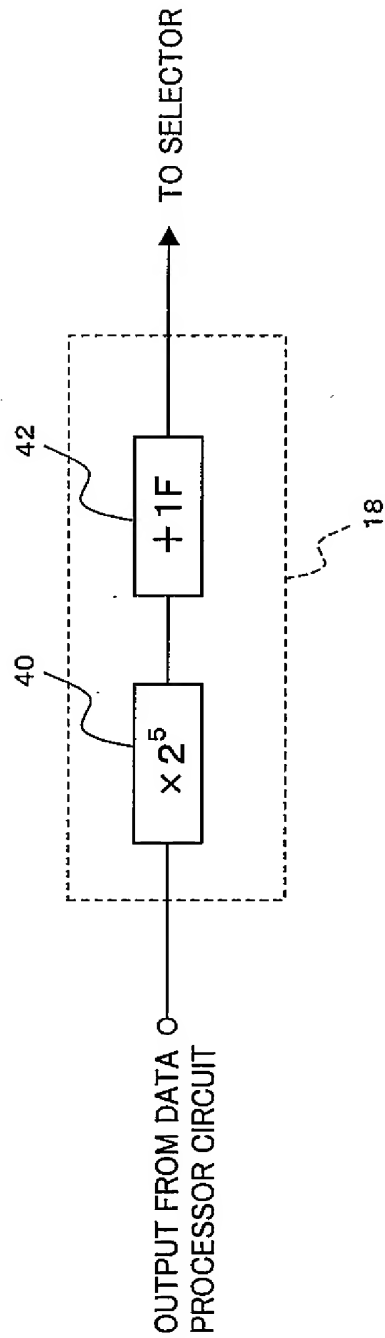 OUTPUT FROM DATA
PROCESSOR CIRCUIT
40
× 2⁵
42
+ 1F
18
TO SELECTOR